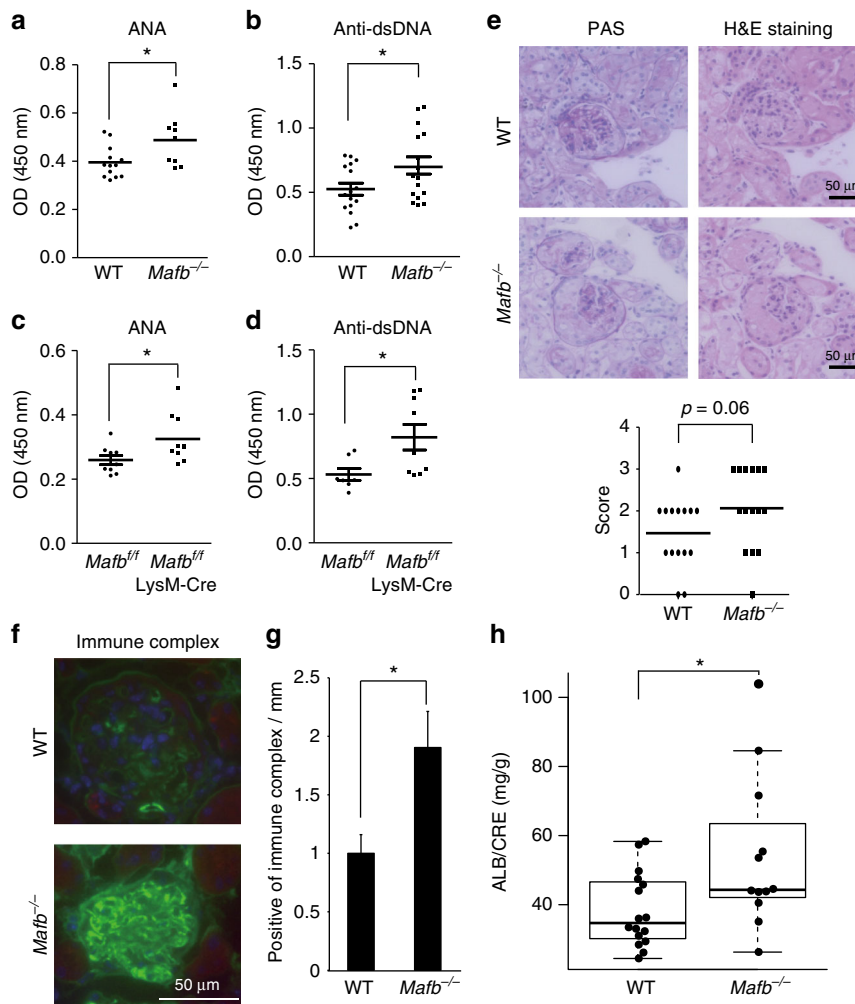 a
ANA
*
0.8
0.6
0.4
0.2
0.0
OD (450 nm)
WT
Mafb–/–
b
Anti-dsDNA
*
1.5
1.0
0.5
0.0
OD (450 nm)
WT
Mafb–/–
c
ANA
*
0.6
0.4
0.2
0.0
OD (450 nm)
Mafbf/f
Mafbf/f
LysM-Cre
d
Anti-dsDNA
*
1.5
1.0
0.5
0.0
OD (450 nm)
Mafbf/f
Mafbf/f
LysM-Cre
e
PAS
H&E staining
WT
50 μm
Mafb–/–
50 μm
p = 0.06
4
3
2
1
0
Score
WT
Mafb–/–
f
Immune complex
WT
Mafb–/–
50 μm
g
*
2.5
2
1.5
1
0.5
0
Positive of immune complex / mm
WT
Mafb–/–
h
*
100
80
60
40
ALB/CRE (mg/g)
WT
Mafb–/–